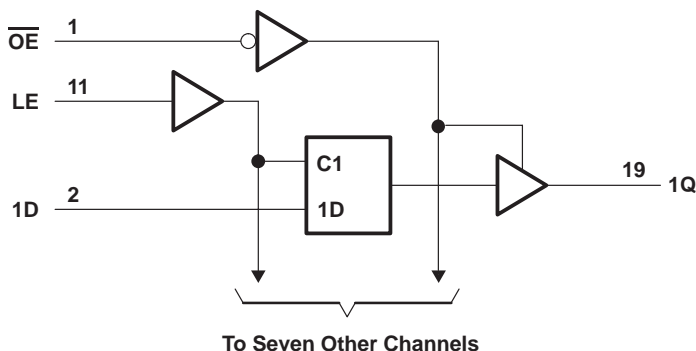 OE 1
LE 11
C1
1D 2
1D
19 1Q
To Seven Other Channels